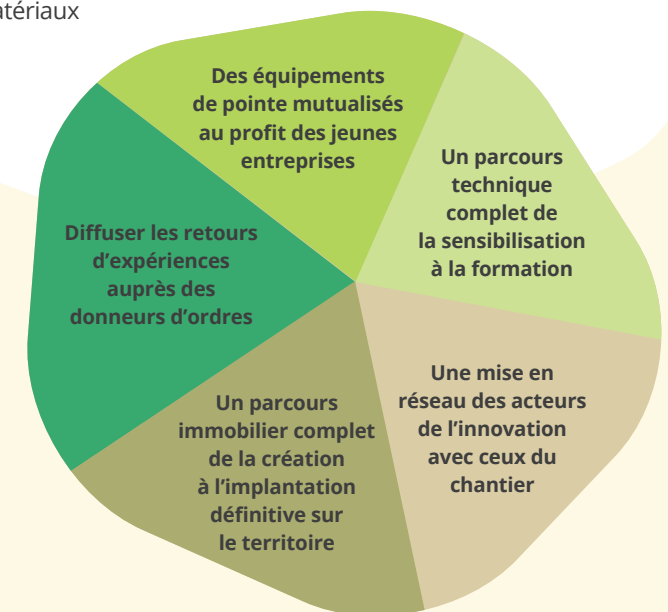 Des équipements
de pointe mutualisés
au profit des jeunes
entreprises
Un parcours
technique
complet de
la sensibilisation
à la formation
Une mise en
réseau des acteurs
de l'innovation
avec ceux du
chantier
Un parcours
immobilier complet
de la création
à l'implantation
définitive sur
le territoire
Diffuser les retours
d'expériences
auprès des
donneurs d'ordres